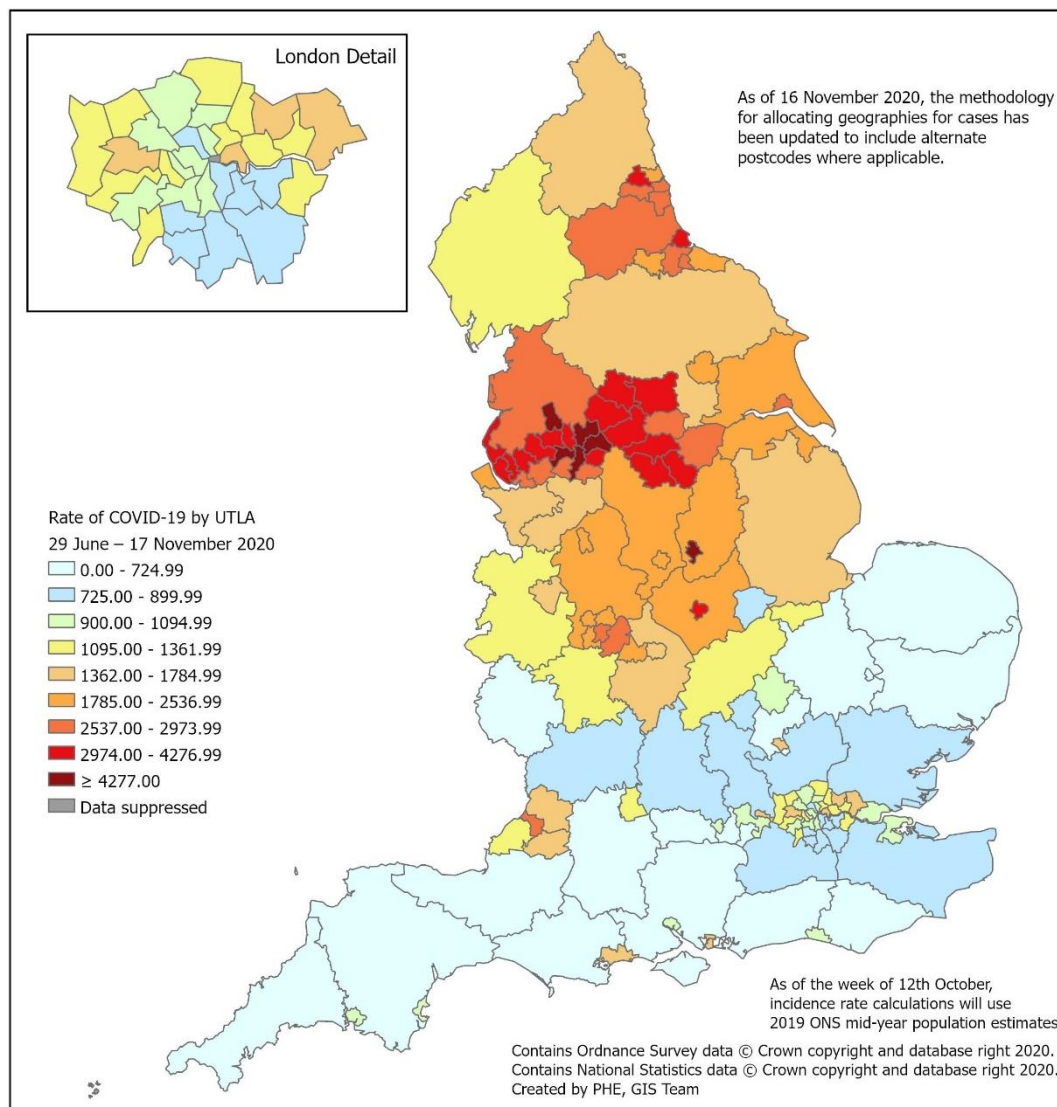 London Detail
As of 16 November 2020, the methodology
for allocating geographies for cases has
been updated to include alternate
postcodes where applicable.
Rate of COVID-19 by UTLA
29 June – 17 November 2020
0.00 - 724.99
725.00 - 899.99
900.00 - 1094.99
1095.00 - 1361.99
1362.00 - 1784.99
1785.00 - 2536.99
2537.00 - 2973.99
2974.00 - 4276.99
≥ 4277.00
Data suppressed
As of the week of 12th October,
incidence rate calculations will use
2019 ONS mid-year population estimates
Contains Ordnance Survey data © Crown copyright and database right 2020.
Contains National Statistics data © Crown copyright and database right 2020.
Created by PHE, GIS Team